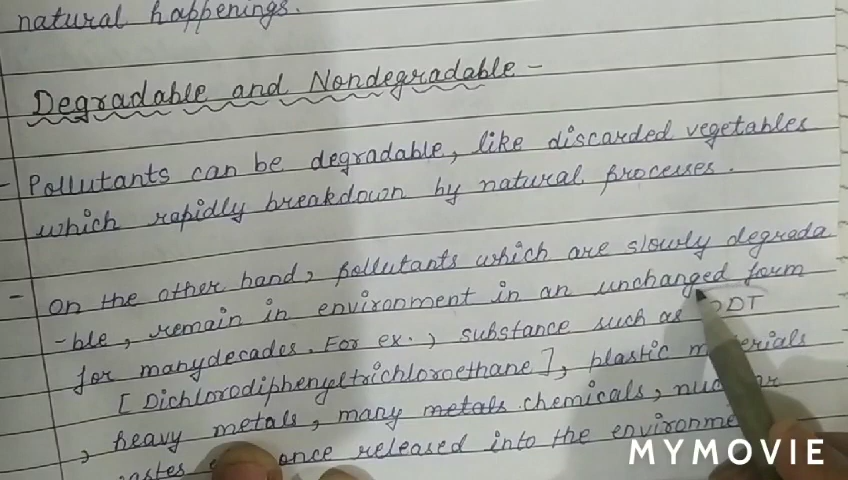 natural happenings.
Degradable and Nondegradable -
- Pollutants can be degradable, like discarded vegetables
which rapidly breakdown by natural processes.
- On the other hand, pollutants which are slowly degrada
-ble, remain in environment in an unchanged form
for manydecades. For ex., substance such as DDT
[Dichlorodiphenyltrichloroethane], plastic materials
, heavy metals, many metals chemicals, nuclear
once released into the environme
MYMOVIE